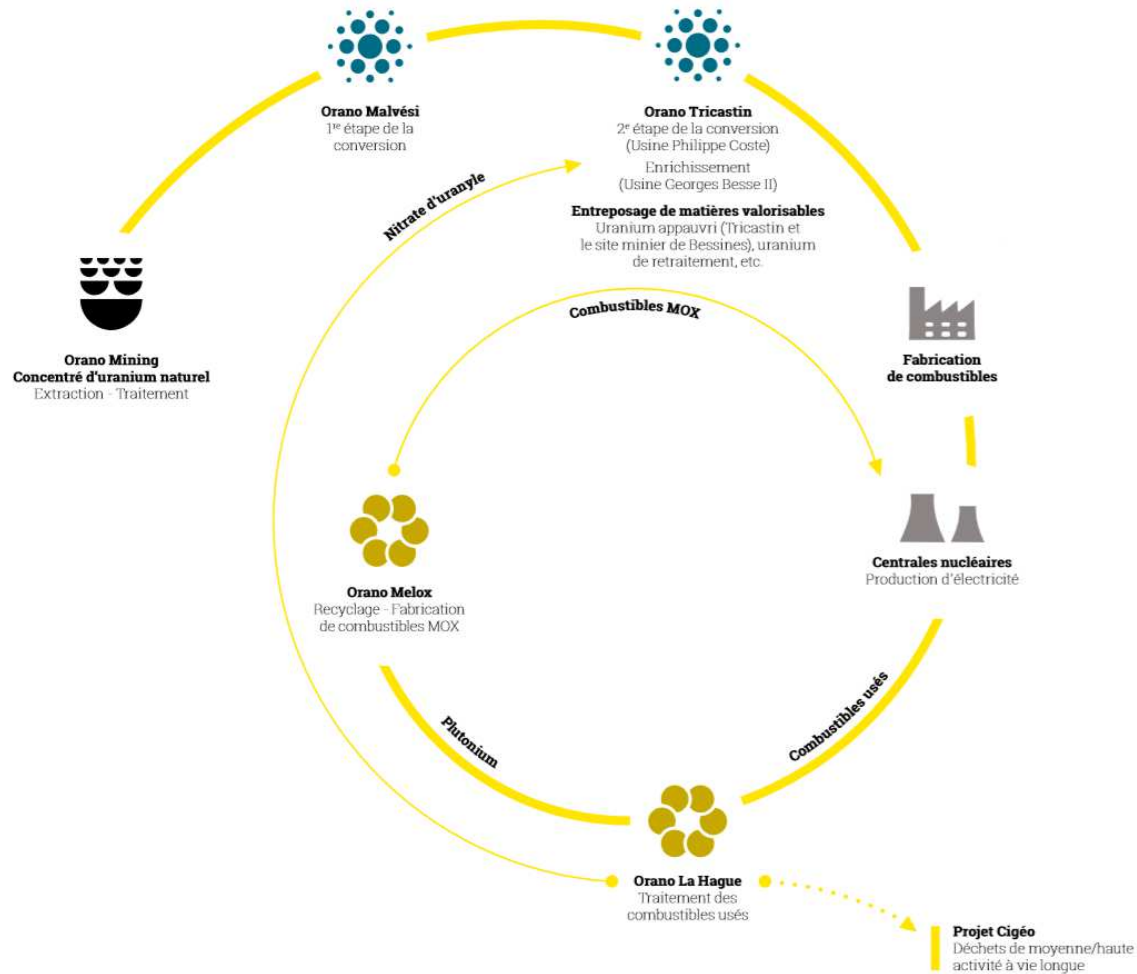 Orano Malvési
1re étape de la
conversion
Orano Tricastin
2e étape de la conversion
(Usine Philippe Coste)
Enrichissement
(Usine Georges Besse II)
Entreposage de matières valorisables
Uranium appauvri (Tricastin et
le site minier de Bessines), uranium
de retraitement, etc.
Nitrate d'uranyle
Combustibles MOX
Orano Mining
Concentré d'uranium naturel
Extraction - Traitement
Fabrication
de combustibles
Centrales nucléaires
Production d'électricité
Orano Melox
Recyclage - Fabrication
de combustibles MOX
Plutonium
Combustibles usés
Orano La Hague
Traitement des
combustibles usés
Projet Cigéo
Déchets de moyenne/haute
activité à vie longue